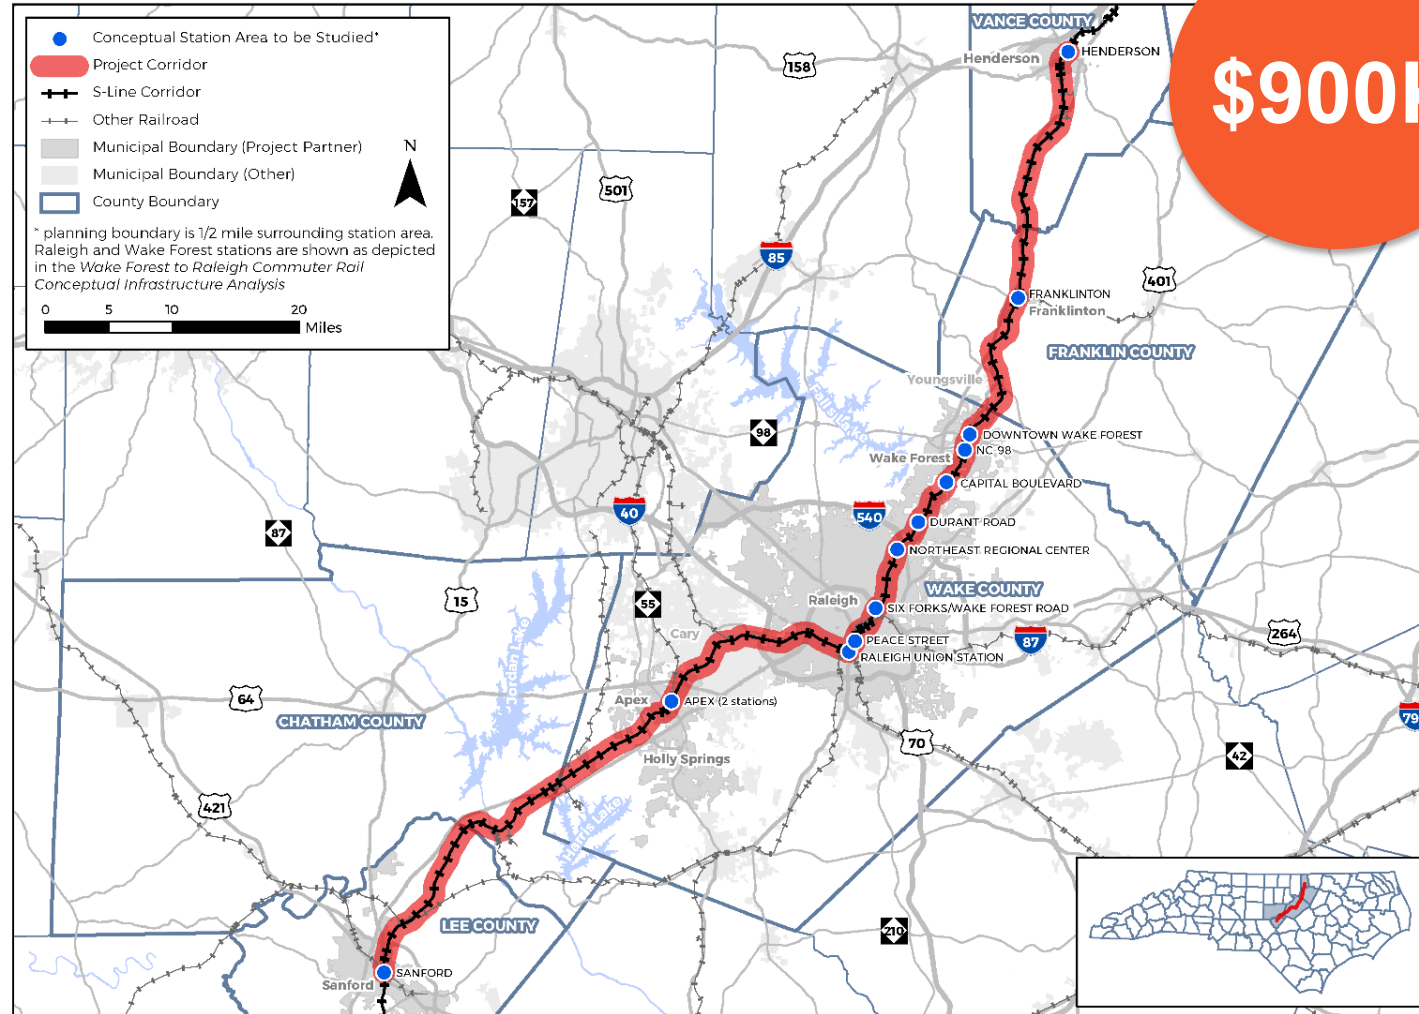 Conceptual Station Area to be Studied*
Project Corridor
S-Line Corridor
Other Railroad
Municipal Boundary (Project Partner)
Municipal Boundary (Other)
County Boundary
N
* planning boundary is 1/2 mile surrounding station area.
Raleigh and Wake Forest stations are shown as depicted
in the Wake Forest to Raleigh Commuter Rail
Conceptual Infrastructure Analysis
0 5 10 20
Miles
VANCE COUNTY
Henderson
HENDERSON
$900
158
157
501
85
401
FRANKLINTON
Franklinton
FRANKLIN COUNTY
Youngsville
Falls Lake
98
DOWNTOWN WAKE FOREST
NC-98
Wake Forest
CAPITAL BOULEVARD
40
540
DURANT ROAD
87
NORTHEAST REGIONAL CENTER
WAKE COUNTY
15
55
Raleigh
SIX FORKS/WAKE FOREST ROAD
Cary
PEACE STREET
87
264
RALEIGH UNION STATION
Jordan Lake
64
Apex
APEX (2 stations)
CHATHAM COUNTY
79
70
42
Holly Springs
421
Harris Lake
LEE COUNTY
210
SANFORD
Sanford